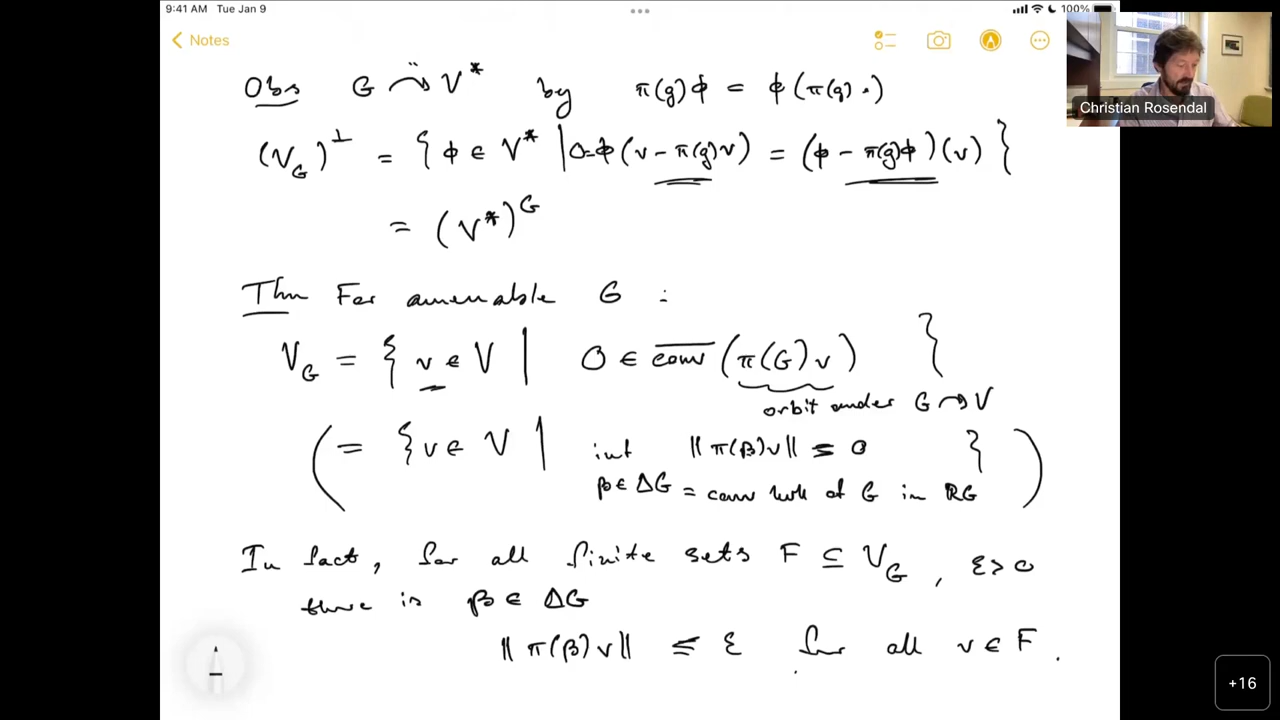 9:41 AM Tue Jan 9
100%
Notes
Christian Rosendal
Obs G ↷ V* by π(g)φ = φ(π(g) ·)
(V_G)^⊥ = { φ ∈ V* | 0=φ(v − π(g)v) = (φ − π(g)φ)(v) }
= (V*)^G
Thm For amenable G :
V_G = { v ∈ V | 0 ∈ \overline{conv} (π(G)v) }
orbit under G ↷ V
( = { v ∈ V | inf ‖π(β)v‖ = 0 } )
β ∈ ΔG = conv hull of G in ℝG
In fact, for all finite sets F ⊆ V_G , ε > 0
there is β ∈ ΔG
‖π(β)v‖ ≤ ε for all v ∈ F .
+16